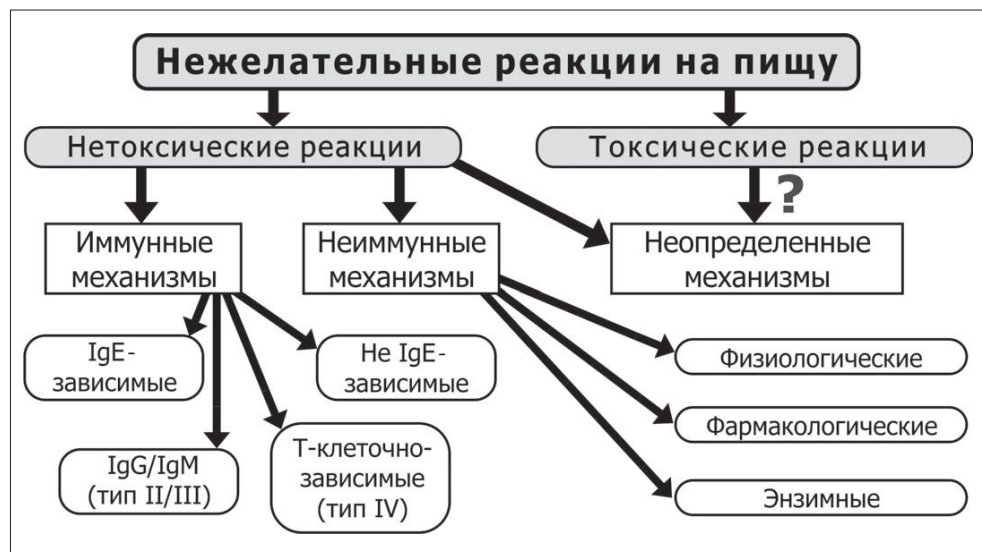 Нежелательные реакции на пищу
Нетоксические реакции
Токсические реакции
?
Иммунные
механизмы
Неиммунные
механизмы
Неопределенные
механизмы
IgE-
зависимые
Не IgE-
зависимые
Физиологические
Фармакологические
IgG/IgM
(тип II/III)
Т-клеточно-
зависимые
(тип IV)
Энзимные